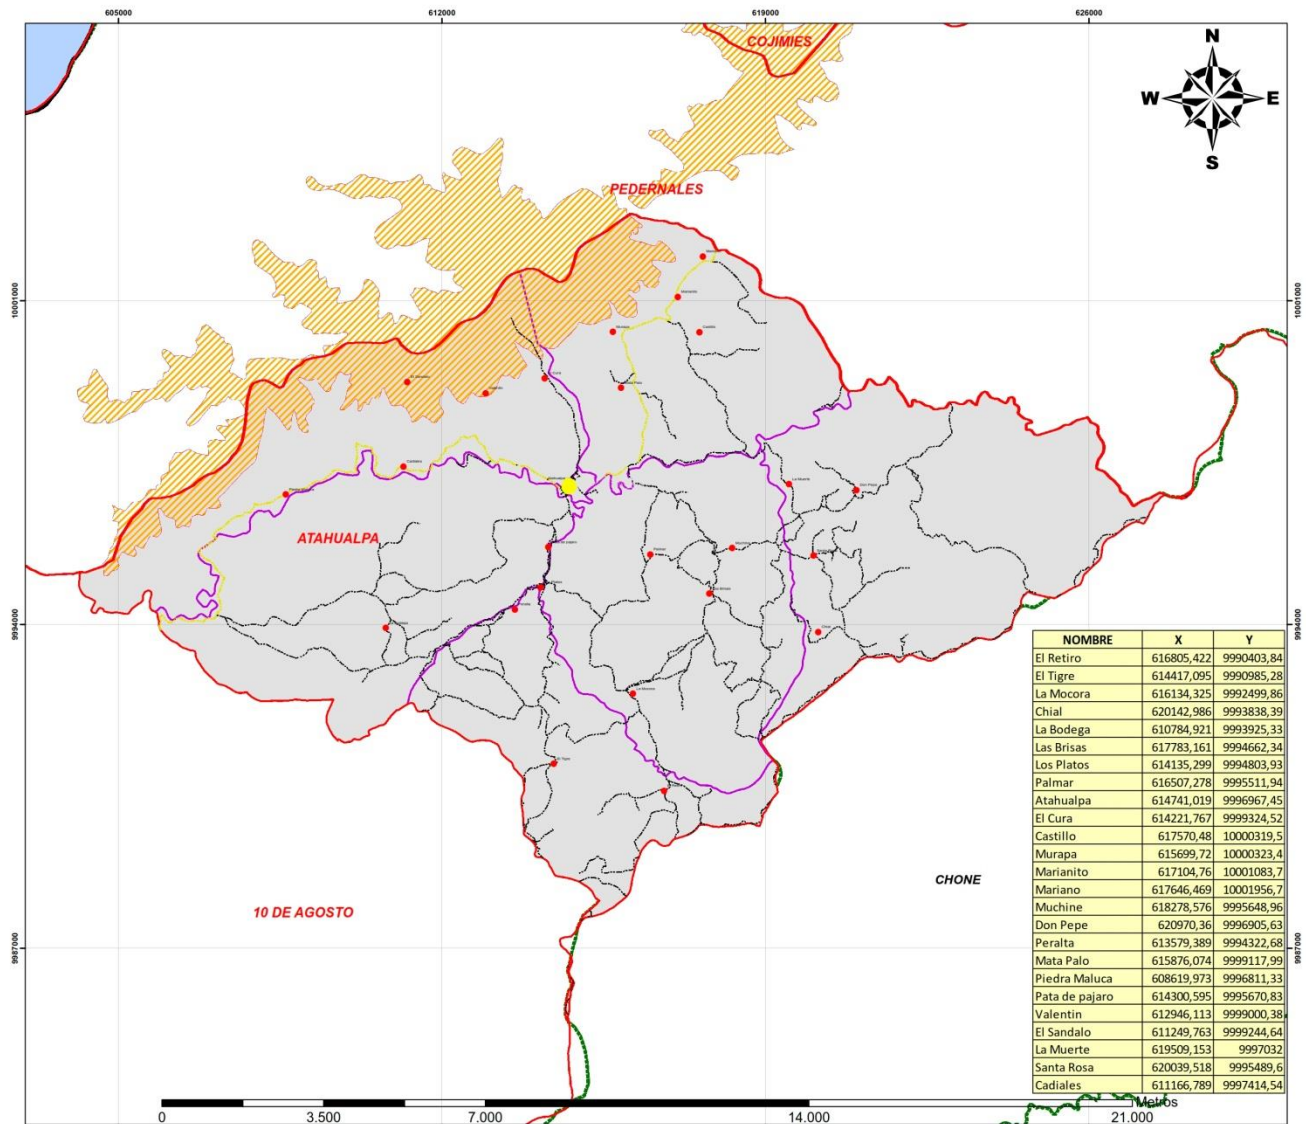 605000 612000 619000 626000
COJIMIES
N
W E
S
PEDERNALES
10001000 10001000
ATAHUALPA
9994000 9994000
CHONE
10 DE AGOSTO
9987000 9987000
NOMBRE X Y
El Retiro 616805,422 9990403,84
El Tigre 614417,095 9990985,28
La Mocora 616134,325 9992499,86
Chial 620142,986 9993838,39
La Bodega 610784,921 9993925,33
Las Brisas 617783,161 9994662,34
Los Platos 614135,299 9994803,93
Palmar 616507,278 9995511,94
Atahualpa 614741,019 9996967,45
El Cura 614221,767 9999324,52
Castillo 617570,48 10000319,5
Murapa 615699,72 10000323,4
Marianito 617104,76 10001083,7
Mariano 617646,469 10001956,7
Muchine 618278,576 9995648,96
Don Pepe 620970,36 9996905,63
Peralta 613579,389 9994322,68
Mata Palo 615876,074 9999117,99
Piedra Maluca 608619,973 9996811,33
Pata de pajaro 614300,595 9995670,83
Valentin 612946,113 9999000,38
El Sandalo 611249,763 9999244,64
La Muerte 619509,153 9997032
Santa Rosa 620039,518 9995489,6
Cadiales 611166,789 9997414,54
Metros
0 3.500 7.000 14.000 21.000